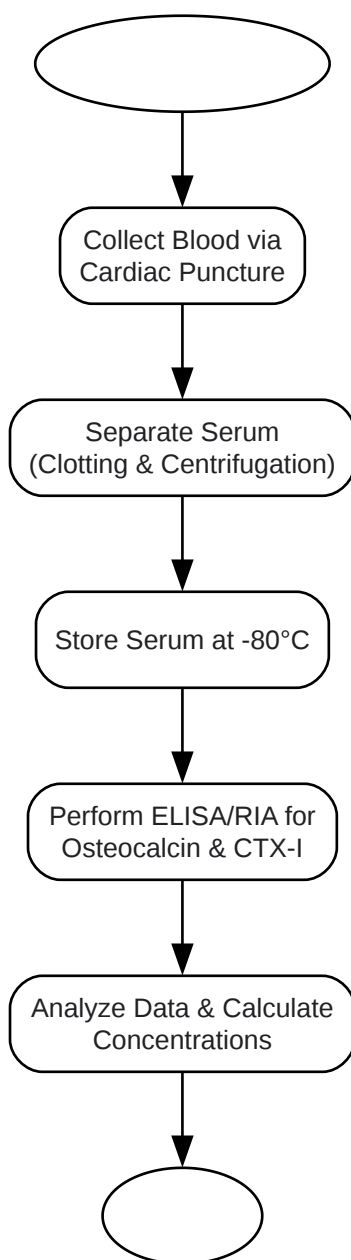 Collect Blood via
Cardiac Puncture
Separate Serum
(Clotting & Centrifugation)
Store Serum at -80°C
Perform ELISA/RIA for
Osteocalcin & CTX-I
Analyze Data & Calculate
Concentrations